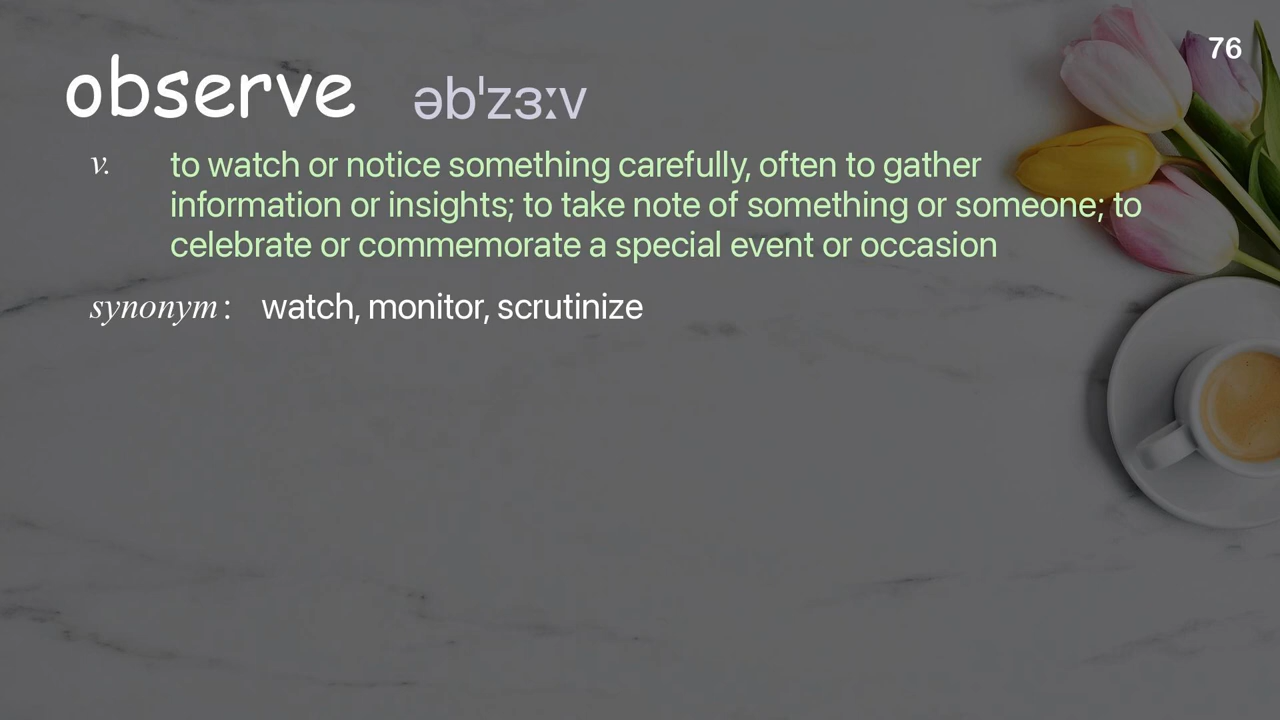 76
observe əbˈzɜːv
v. to watch or notice something carefully, often to gather
information or insights; to take note of something or someone; to
celebrate or commemorate a special event or occasion
synonym : watch, monitor, scrutinize